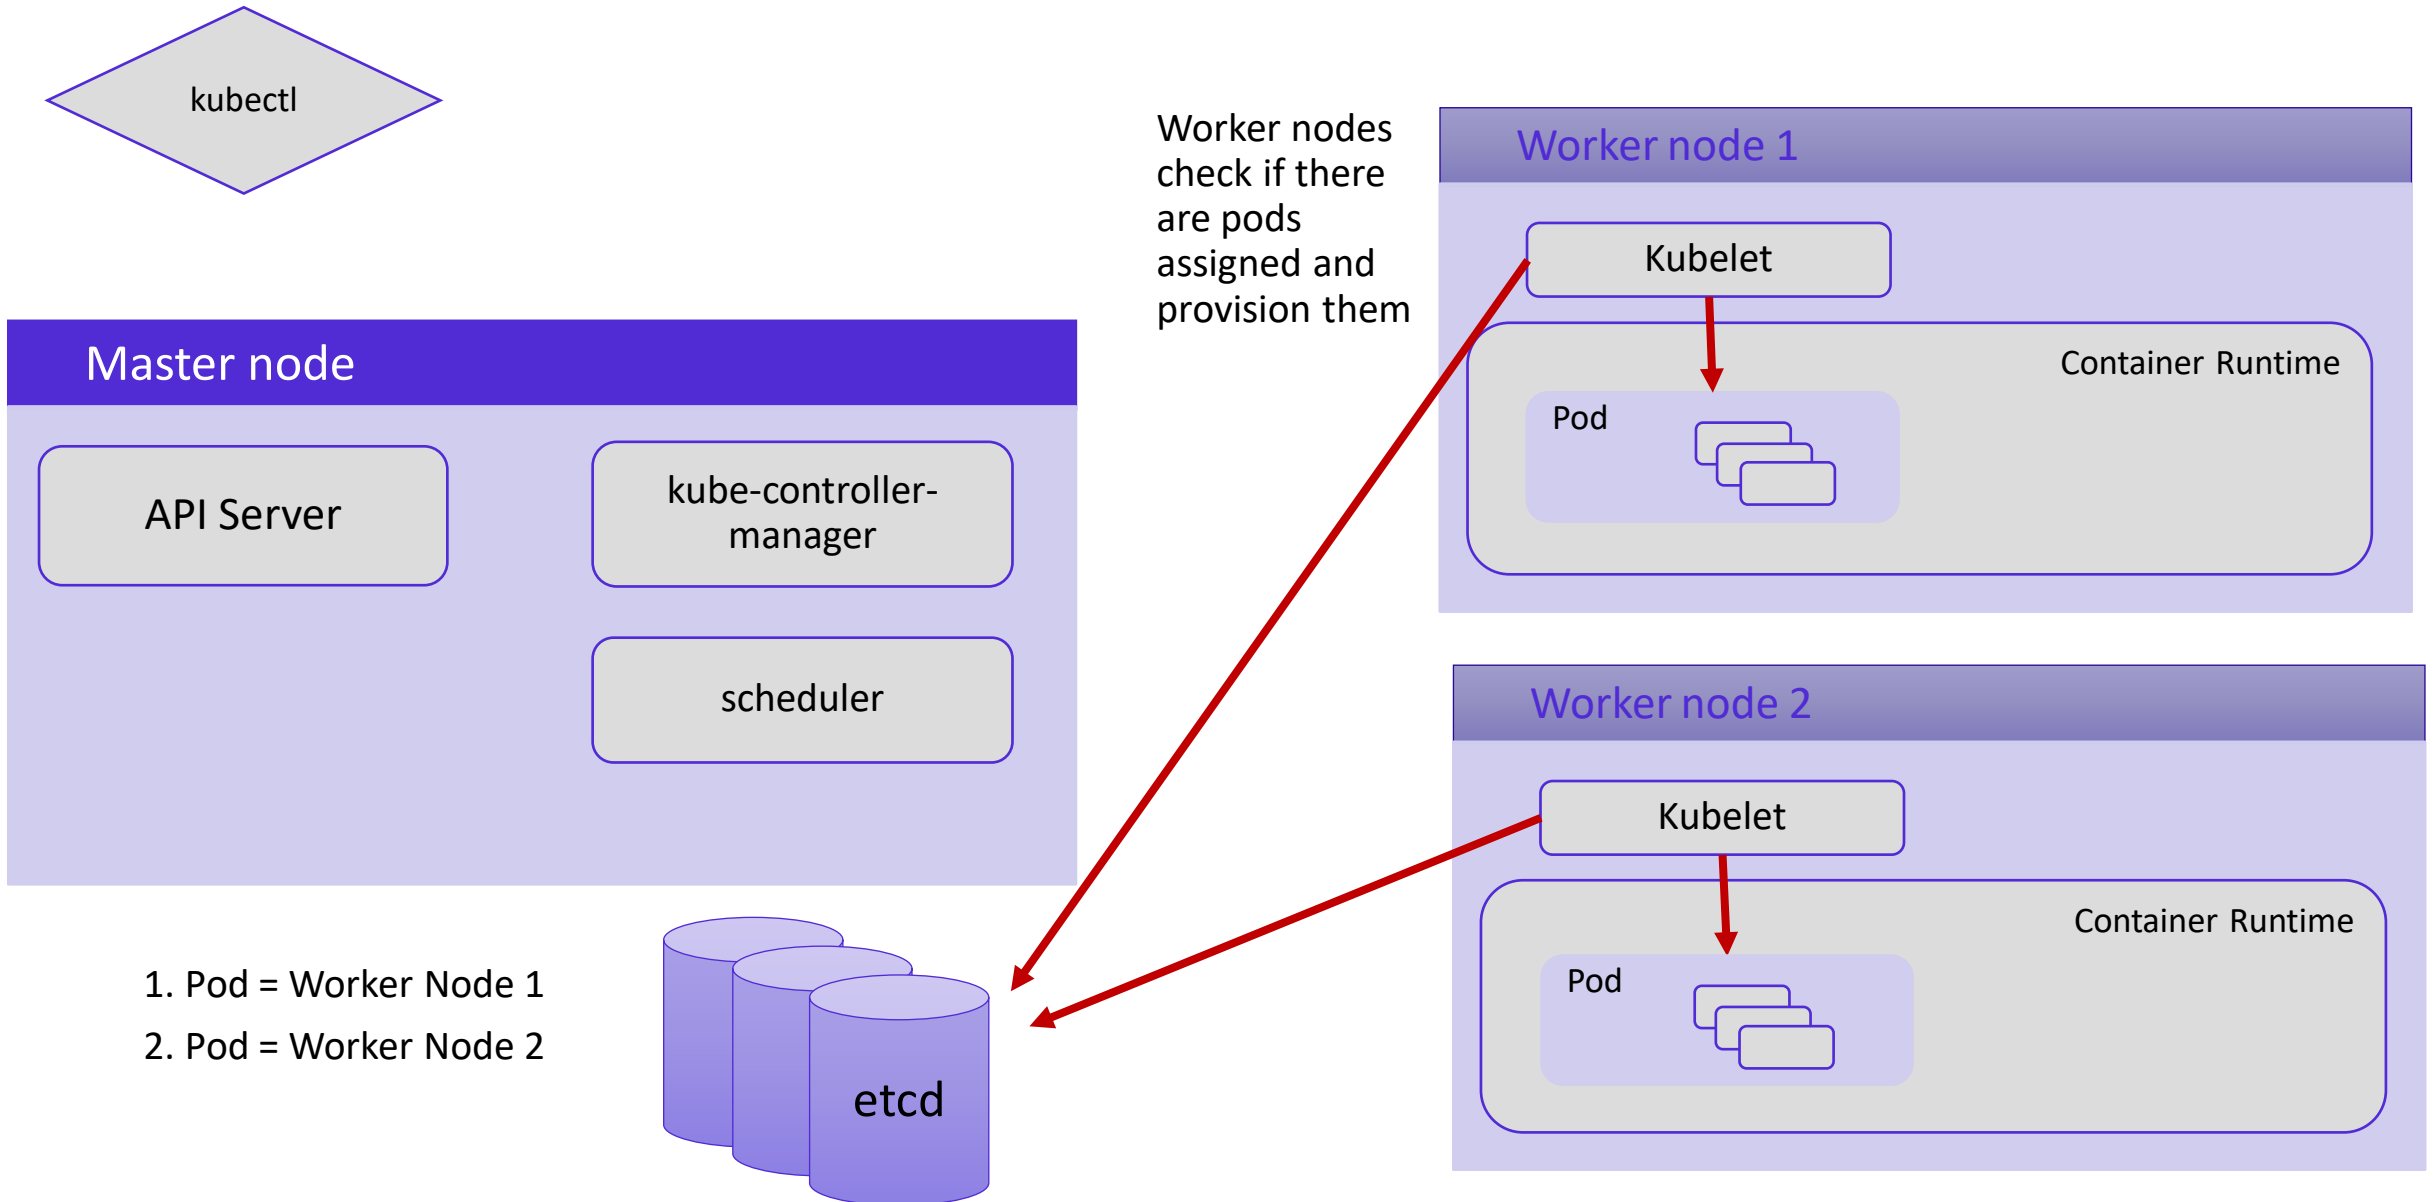 kubectl
Worker nodes
check if there
are pods
assigned and
provision them
Master node
API Server
kube-controller-
manager
scheduler
1. Pod = Worker Node 1
2. Pod = Worker Node 2
etcd
Worker node 1
Kubelet
Container Runtime
Pod
Worker node 2
Kubelet
Container Runtime
Pod